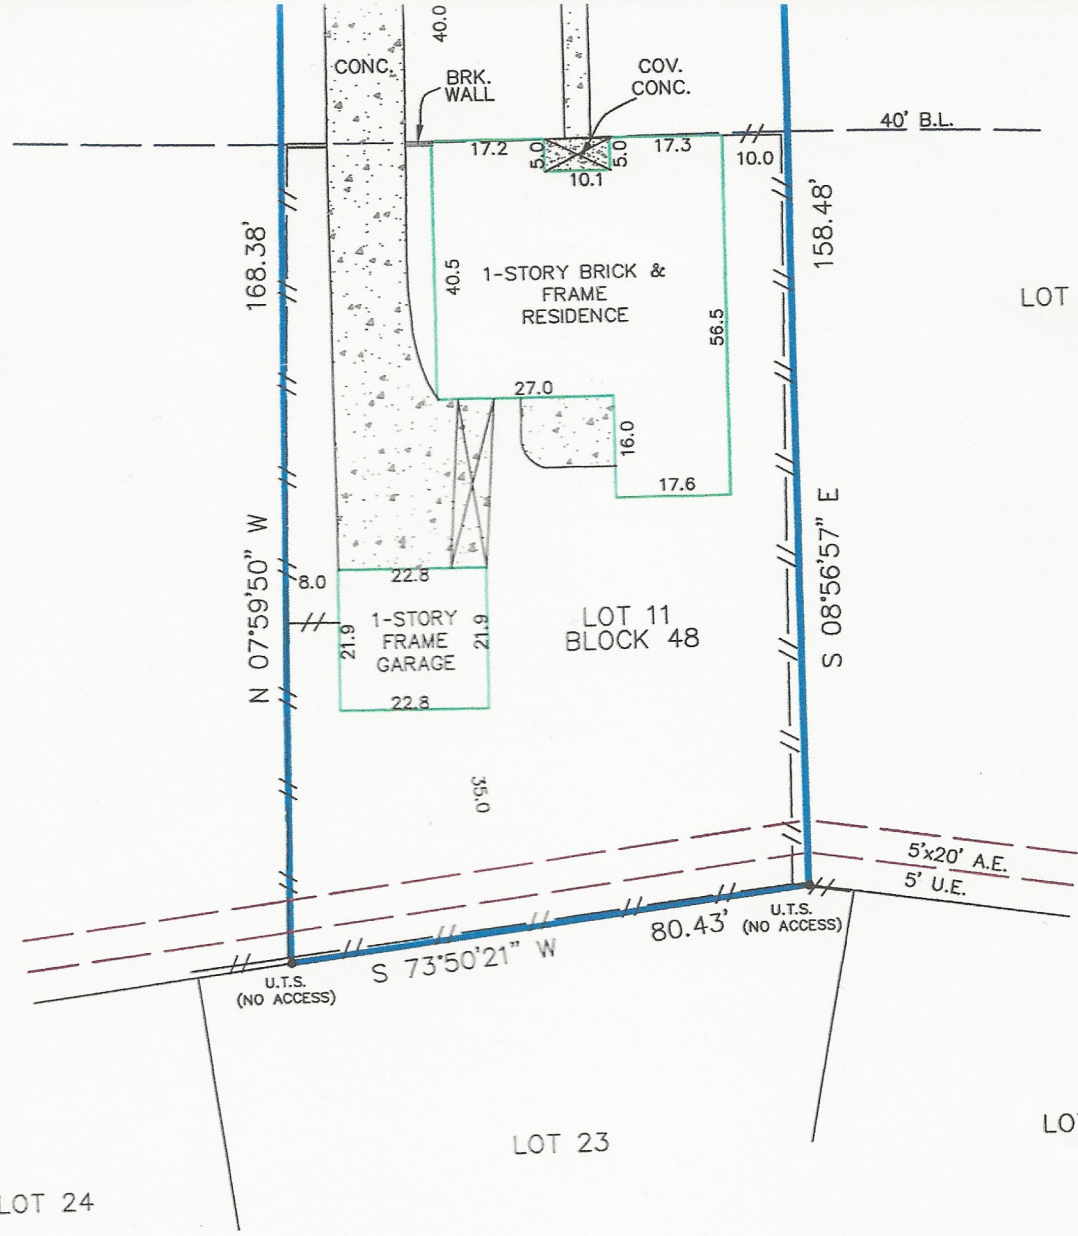 40.0
CONC.
BRK.
WALL
COV.
CONC.
40' B.L.
17.2
5.0
5.0
17.3
10.1
10.0
168.38'
158.48'
40.5
1-STORY BRICK &
FRAME
RESIDENCE
56.5
LOT
27.0
16.0
17.6
N 07°59'50" W
S 08°56'57" E
8.0
22.8
21.9
1-STORY
FRAME
GARAGE
21.9
22.8
LOT 11
BLOCK 48
35.0
5'x20' A.E.
5' U.E.
80.43'
U.T.S.
(NO ACCESS)
S 73°50'21" W
U.T.S.
(NO ACCESS)
LOT 23
LOT 24